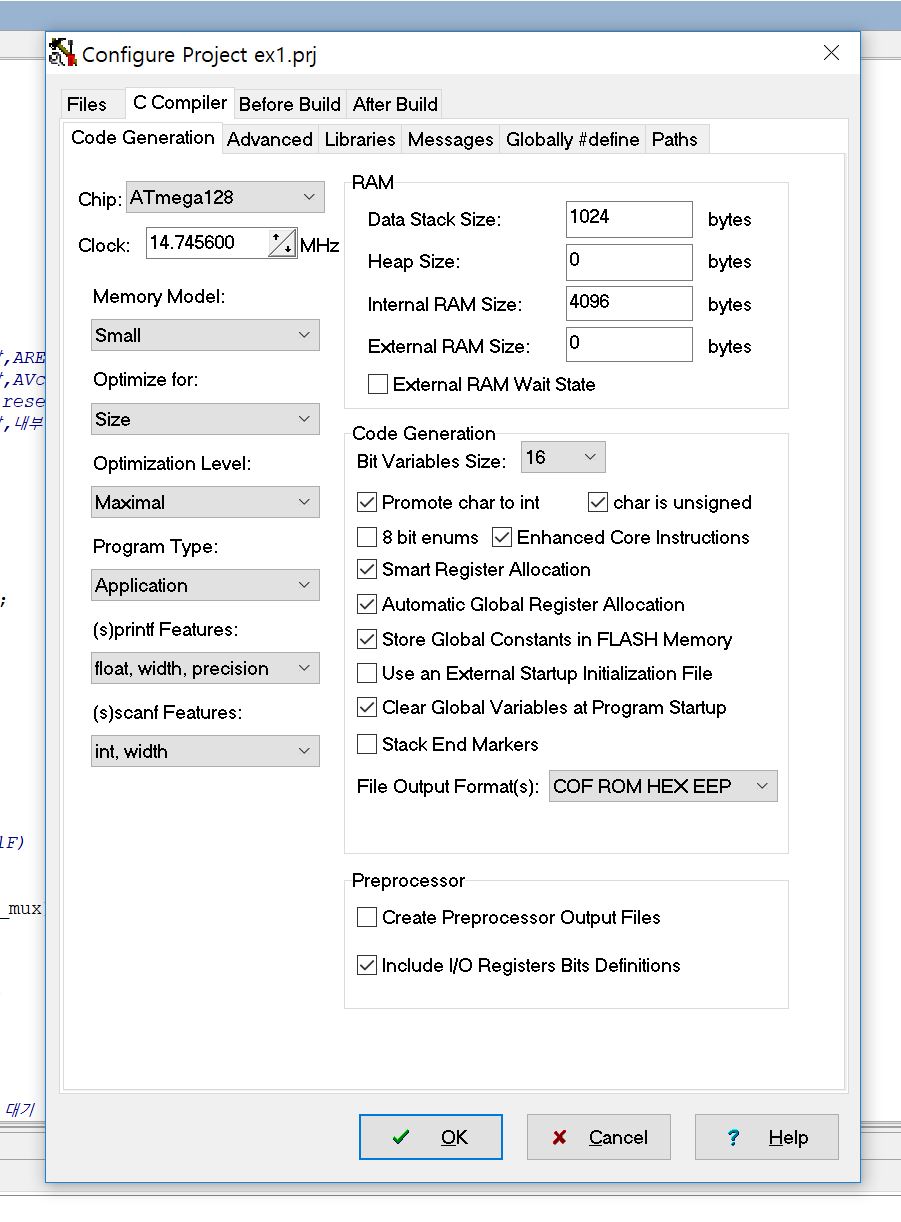 Configure Project ex1.prj
Files C Compiler Before Build After Build
Code Generation Advanced Libraries Messages Globally #define Paths
Chip: ATmega128
Clock: 14.745600 MHz
Memory Model:
Small
Optimize for:
Size
Optimization Level:
Maximal
Program Type:
Application
(s)printf Features:
float, width, precision
(s)scanf Features:
int, width
RAM
Data Stack Size: 1024 bytes
Heap Size: 0 bytes
Internal RAM Size: 4096 bytes
External RAM Size: 0 bytes
External RAM Wait State
Code Generation
Bit Variables Size: 16
Promote char to int char is unsigned
8 bit enums Enhanced Core Instructions
Smart Register Allocation
Automatic Global Register Allocation
Store Global Constants in FLASH Memory
Use an External Startup Initialization File
Clear Global Variables at Program Startup
Stack End Markers
File Output Format(s): COF ROM HEX EEP
Preprocessor
Create Preprocessor Output Files
Include I/O Registers Bits Definitions
OK Cancel Help
,ARE
,AVc
rese
,내부
;
F)
_mux
대기